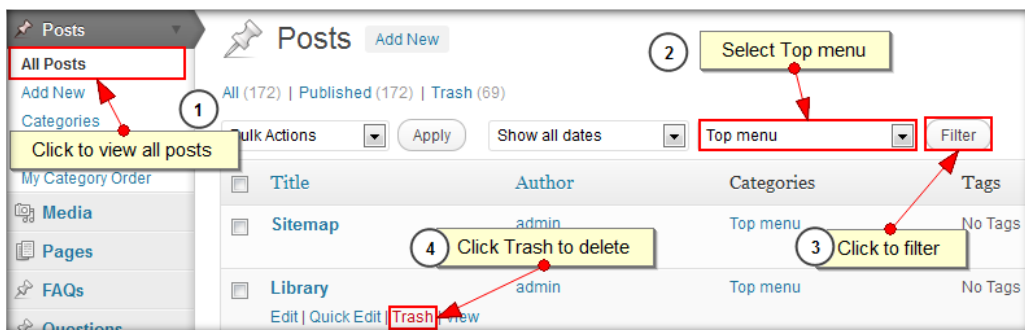 Posts
All Posts
Add New
Categories
Click to view all posts
My Category Order
Media
Pages
FAQs
Questions
Posts Add New
2 Select Top menu
All (172) | Published (172) | Trash (69)
1
Bulk Actions Apply Show all dates Top menu Filter
Title Author Categories Tags
Sitemap admin Top menu No Tags
4 Click Trash to delete
3 Click to filter
Library admin Top menu No Tags
Edit | Quick Edit | Trash | View